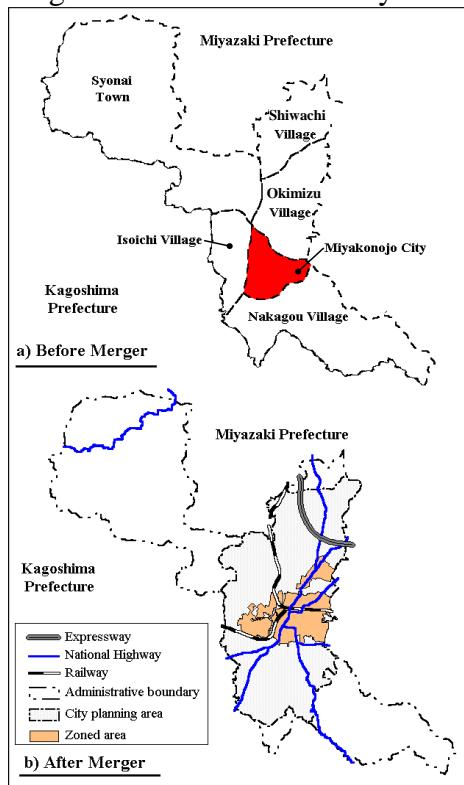 Miyazaki Prefecture
Syonai
Town
Shiwachi
Village
Okimizu
Village
Isoichi Village
Miyakonojo City
Kagoshima
Prefecture
Nakagou Village
a) Before Merger
Miyazaki Prefecture
Kagoshima
Prefecture
Expressway
National Highway
Railway
Administrative boundary
City planning area
Zoned area
b) After Merger